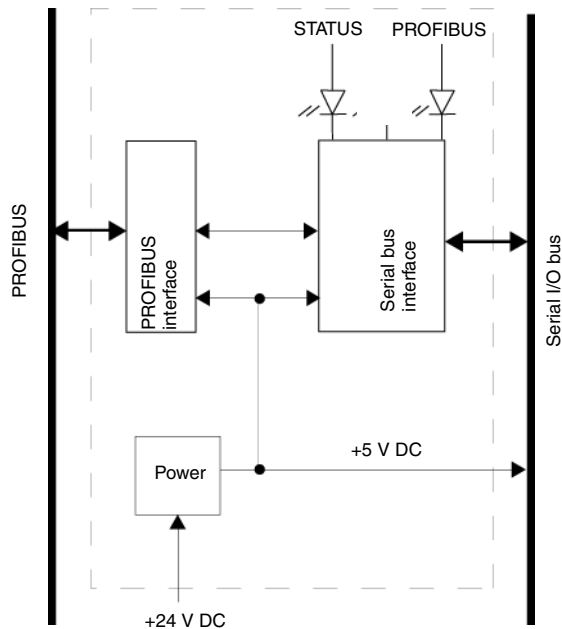 STATUS
PROFIBUS
PROFIBUS
PROFIBUS
interface
Serial bus
interface
Serial I/O bus
+5 V DC
Power
+24 V DC